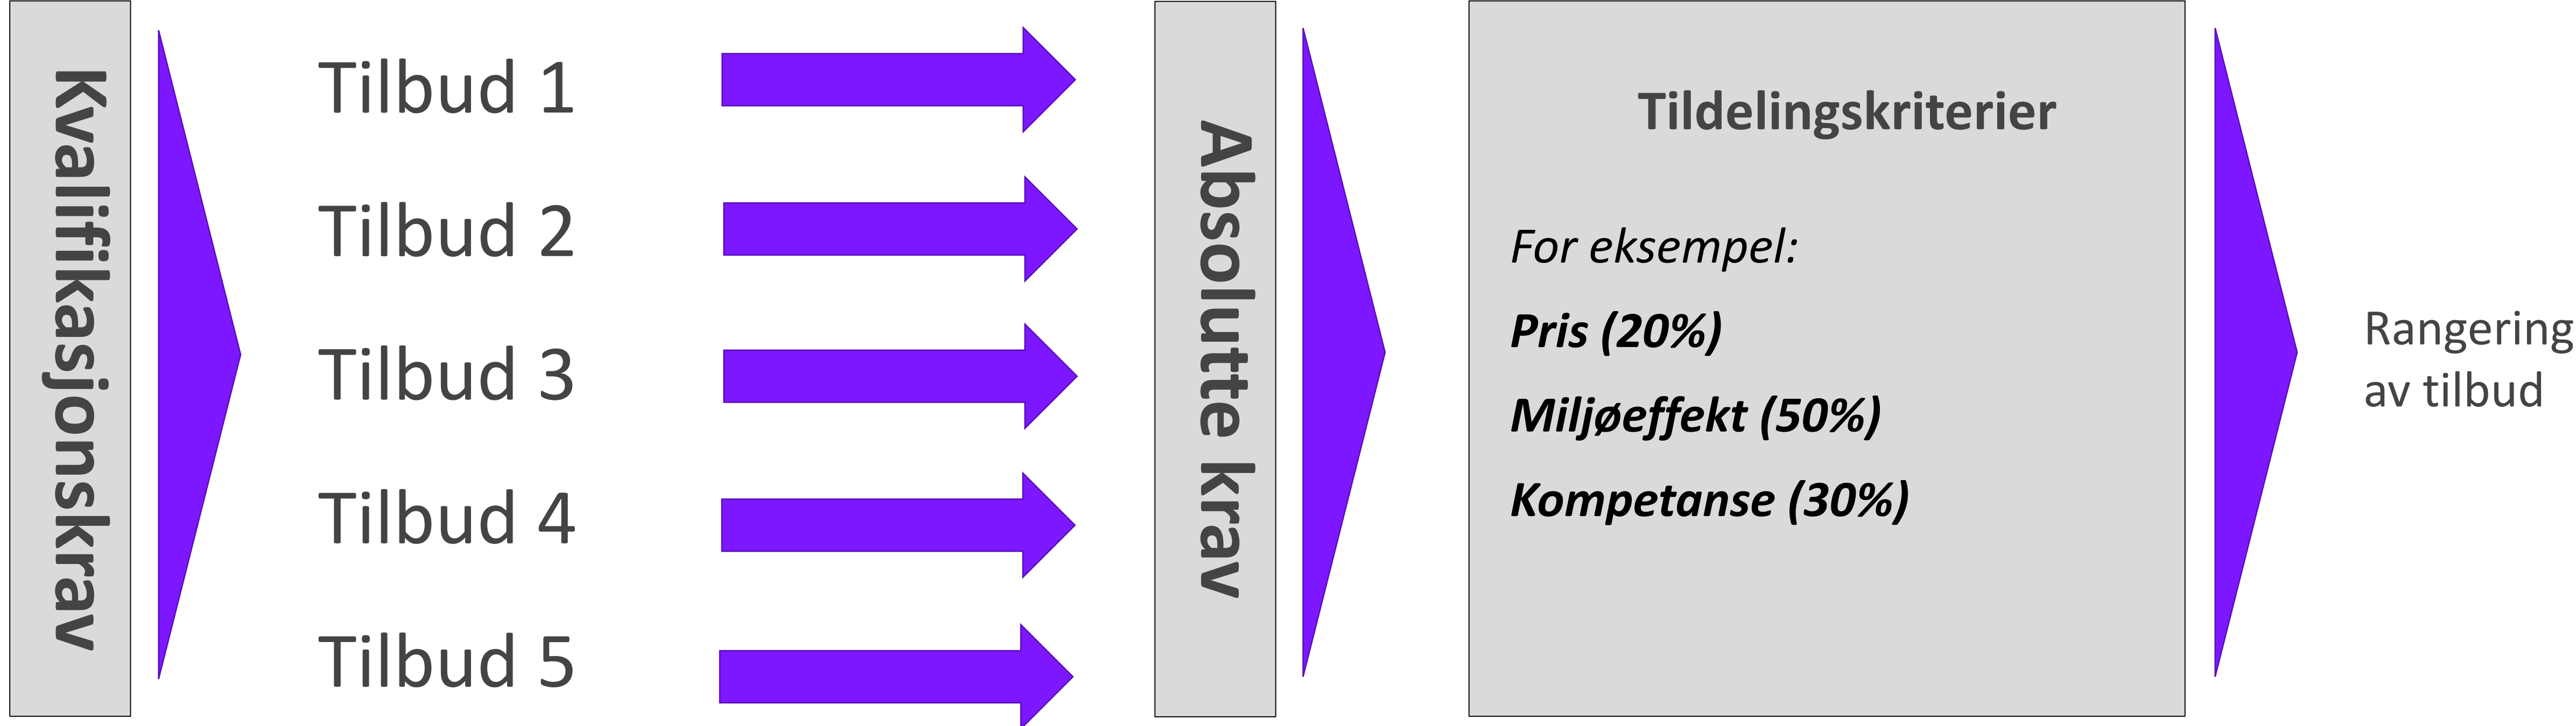 Kvalifikasjonskrav
Tilbud 1
Tilbud 2
Tilbud 3
Tilbud 4
Tilbud 5
Absolutte krav
Tildelingskriterier
For eksempel:
Pris (20%)
Miljøeffekt (50%)
Kompetanse (30%)
Rangering
av tilbud